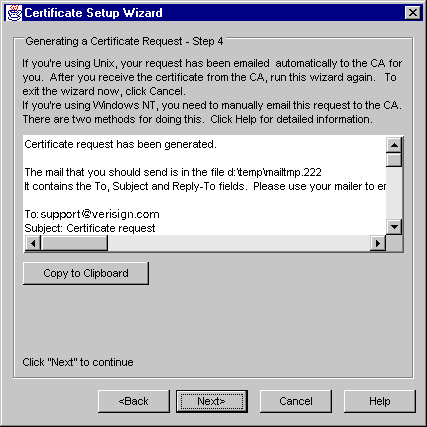 Certificate Setup Wizard
Generating a Certificate Request - Step 4
If you're using Unix, your request has been emailed automatically to the CA for
you. After you receive the certificate from the CA, run this wizard again. To
exit the wizard now, click Cancel.
If you're using Windows NT, you need to manually email this request to the CA.
There are two methods for doing this. Click Help for detailed information.
Certificate request has been generated.
The mail that you should send is in the file d:\temp\mailtmp.222
It contains the To, Subject and Reply-To fields. Please use your mailer to er
To: support@verisign.com
Subject: Certificate request
Copy to Clipboard
Click "Next" to continue
<Back
Next>
Cancel
Help